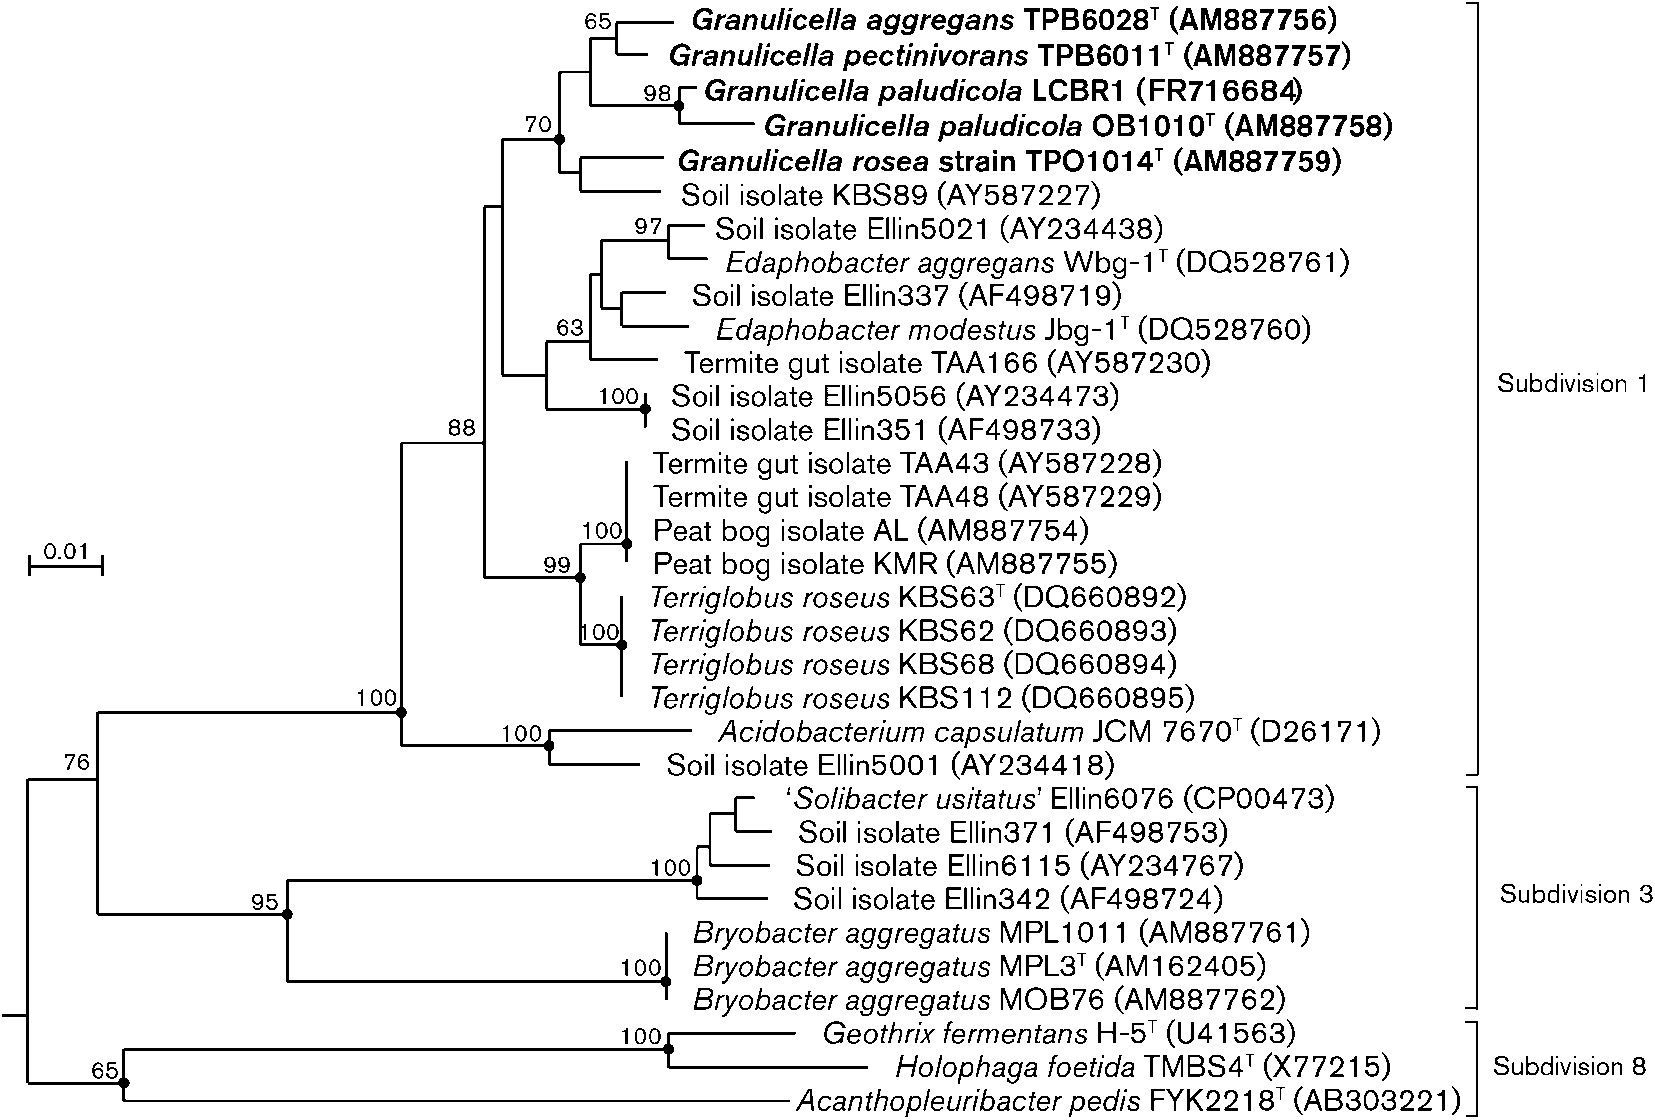 65
Granulicella aggregans TPB6028ᵀ (AM887756)
Granulicella pectinivorans TPB6011ᵀ (AM887757)
98
Granulicella paludicola LCBR1 (FR716684)
70
Granulicella paludicola OB1010ᵀ (AM887758)
Granulicella rosea strain TPO1014ᵀ (AM887759)
Soil isolate KBS89 (AY587227)
97
Soil isolate Ellin5021 (AY234438)
Edaphobacter aggregans Wbg-1ᵀ (DQ528761)
Soil isolate Ellin337 (AF498719)
63
Edaphobacter modestus Jbg-1ᵀ (DQ528760)
Termite gut isolate TAA166 (AY587230)
Subdivision 1
100
Soil isolate Ellin5056 (AY234473)
88
Soil isolate Ellin351 (AF498733)
Termite gut isolate TAA43 (AY587228)
Termite gut isolate TAA48 (AY587229)
100
Peat bog isolate AL (AM887754)
0.01
99
Peat bog isolate KMR (AM887755)
Terriglobus roseus KBS63ᵀ (DQ660892)
100
Terriglobus roseus KBS62 (DQ660893)
Terriglobus roseus KBS68 (DQ660894)
100
Terriglobus roseus KBS112 (DQ660895)
100
Acidobacterium capsulatum JCM 7670ᵀ (D26171)
76
Soil isolate Ellin5001 (AY234418)
‘Solibacter usitatus’ Ellin6076 (CP00473)
Soil isolate Ellin371 (AF498753)
100
Soil isolate Ellin6115 (AY234767)
95
Soil isolate Ellin342 (AF498724)
Subdivision 3
Bryobacter aggregatus MPL1011 (AM887761)
100
Bryobacter aggregatus MPL3ᵀ (AM162405)
Bryobacter aggregatus MOB76 (AM887762)
100
Geothrix fermentans H-5ᵀ (U41563)
65
Holophaga foetida TMBS4ᵀ (X77215)
Subdivision 8
Acanthopleuribacter pedis FYK2218ᵀ (AB303221)